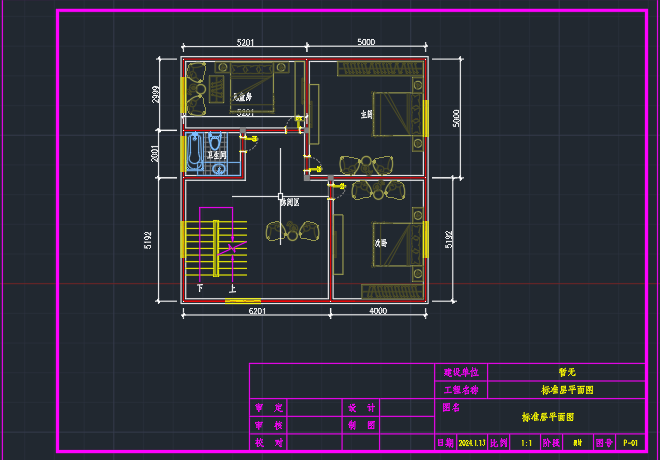 5201 5000
儿童房
5201
2999
主卧
5000
2001
卫生间
休闲区
5192
次卧
5192
下 上
6201 4000
建设单位 暂无
工程名称 标准层平面图
审 定 设 计 图名
标准层平面图
审 核 制 图
校 对 日期 2024.1.13 比例 1:1 阶段 图号 P-01